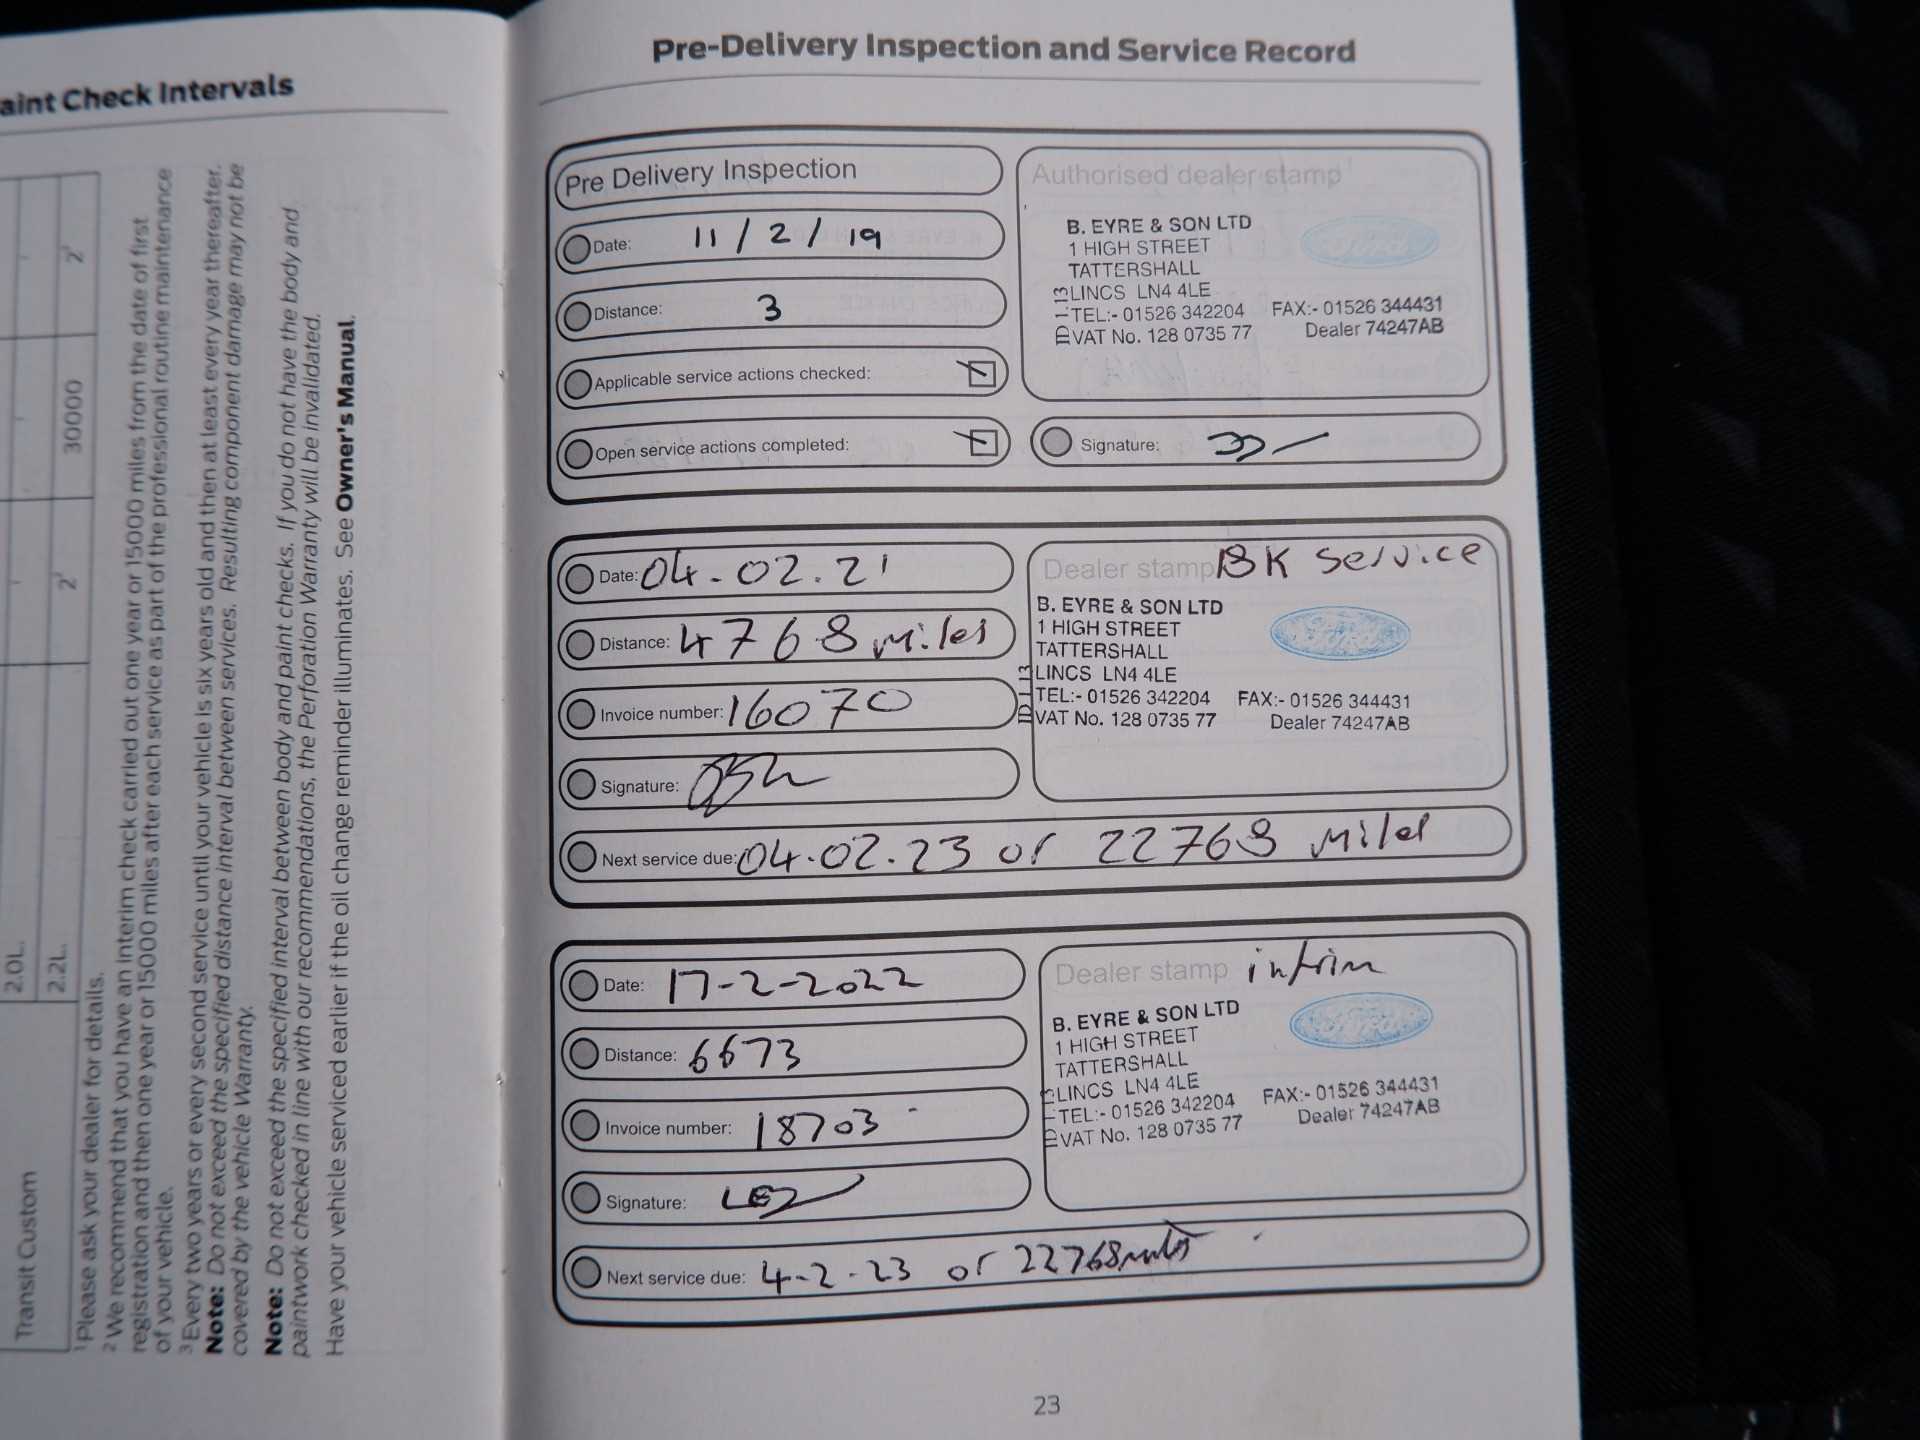 aint Check Intervals
2.0L.
2.2L.
2²
30000
2²
Transit Custom
¹ Please ask your dealer for details.
² We recommend that you have an interim check carried out one year or 15000 miles from the date of first
registration and then one year or 15000 miles after each service as part of the professional routine maintenance
of your vehicle.
³ Every two years or every second service until your vehicle is six years old and then at least every year thereafter.
Note: Do not exceed the specified distance interval between services. Resulting component damage may not be
covered by the vehicle Warranty.
Note: Do not exceed the specified interval between body and paint checks. If you do not have the body and
paintwork checked in line with our recommendations, the Perforation Warranty will be invalidated.
Have your vehicle serviced earlier if the oil change reminder illuminates. See Owner's Manual.
Pre-Delivery Inspection and Service Record
Pre Delivery Inspection
Date: 11/2/19
Distance: 3
Applicable service actions checked:
Open service actions completed:
Authorised dealer stamp
B. EYRE & SON LTD
Ford
1 HIGH STREET
TATTERSHALL
LINCS LN4 4LE
TEL:- 01526 342204 FAX:- 01526 344431
VAT No. 128 0735 77 Dealer 74247AB
ID 1.13
Signature:
Date: 04.02.21
Distance: 4768 miles
Invoice number: 16070
Signature:
Dealer stamp BK Service
B. EYRE & SON LTD
Ford
1 HIGH STREET
TATTERSHALL
LINCS LN4 4LE
TEL:- 01526 342204 FAX:- 01526 344431
VAT No. 128 0735 77 Dealer 74247AB
ID 1.13
Next service due: 04.02.23 or 22768 miles
Date: 17-2-2022
Distance: 6673
Invoice number: 18703
Signature:
Dealer stamp intrim
B. EYRE & SON LTD
Ford
1 HIGH STREET
TATTERSHALL
LINCS LN4 4LE
TEL:- 01526 342204 FAX:- 01526 344431
VAT No. 128 0735 77 Dealer 74247AB
Next service due: 4-2-23 or 22768 miles
23